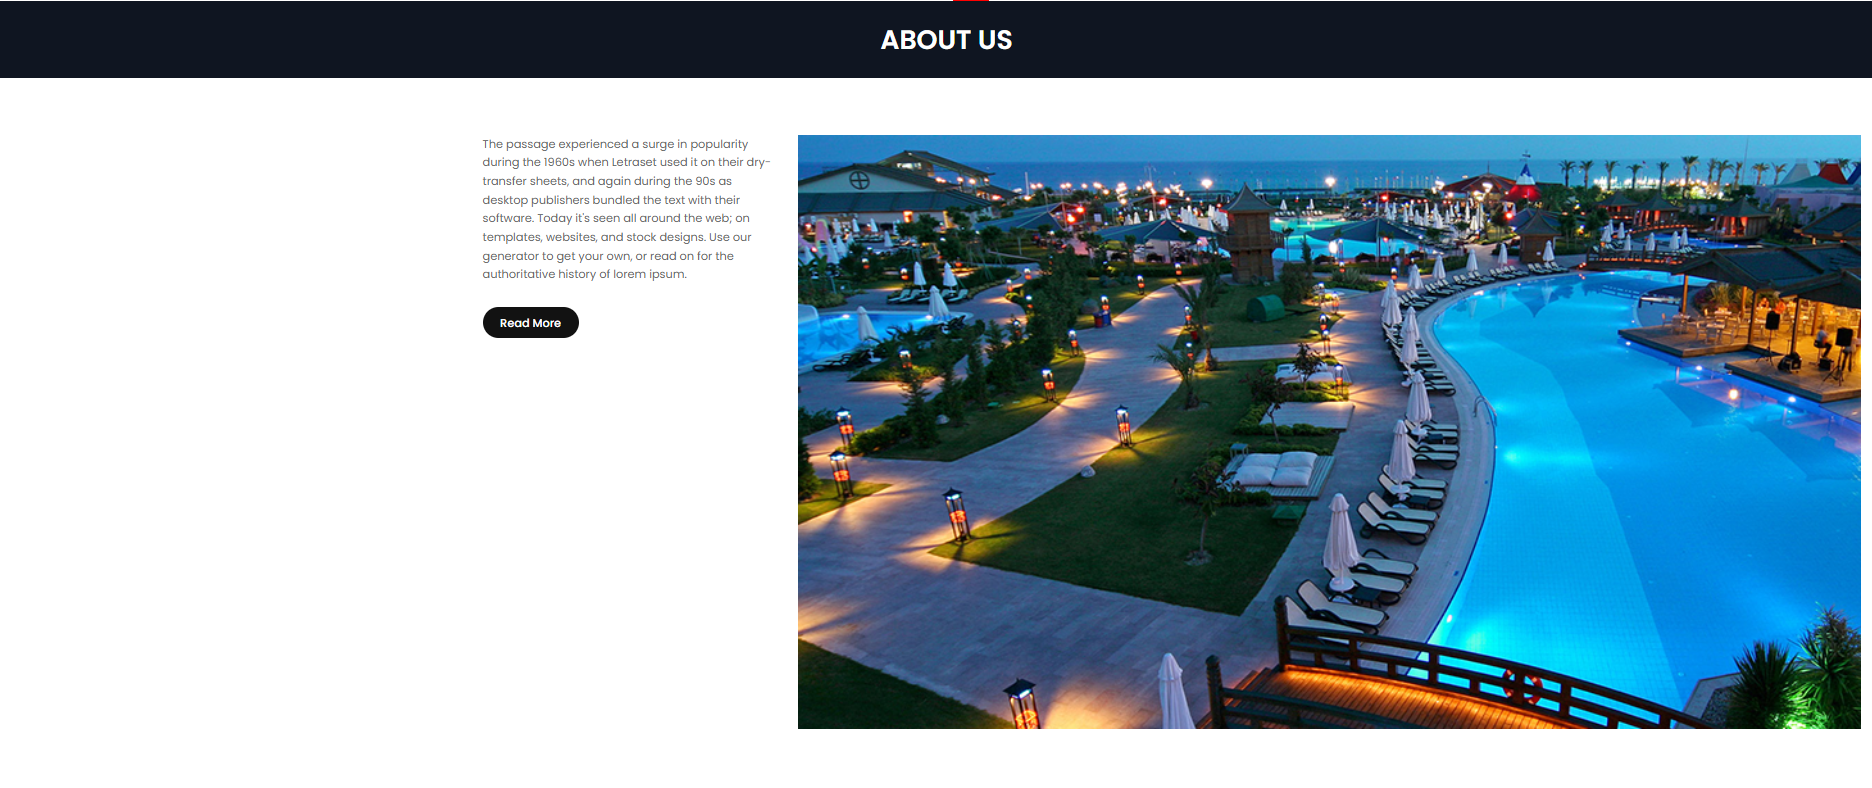 ABOUT US
The passage experienced a surge in popularity
during the 1960s when Letraset used it on their dry-
transfer sheets, and again during the 90s as
desktop publishers bundled the text with their
software. Today it's seen all around the web; on
templates, websites, and stock designs. Use our
generator to get your own, or read on for the
authoritative history of lorem ipsum.
Read More